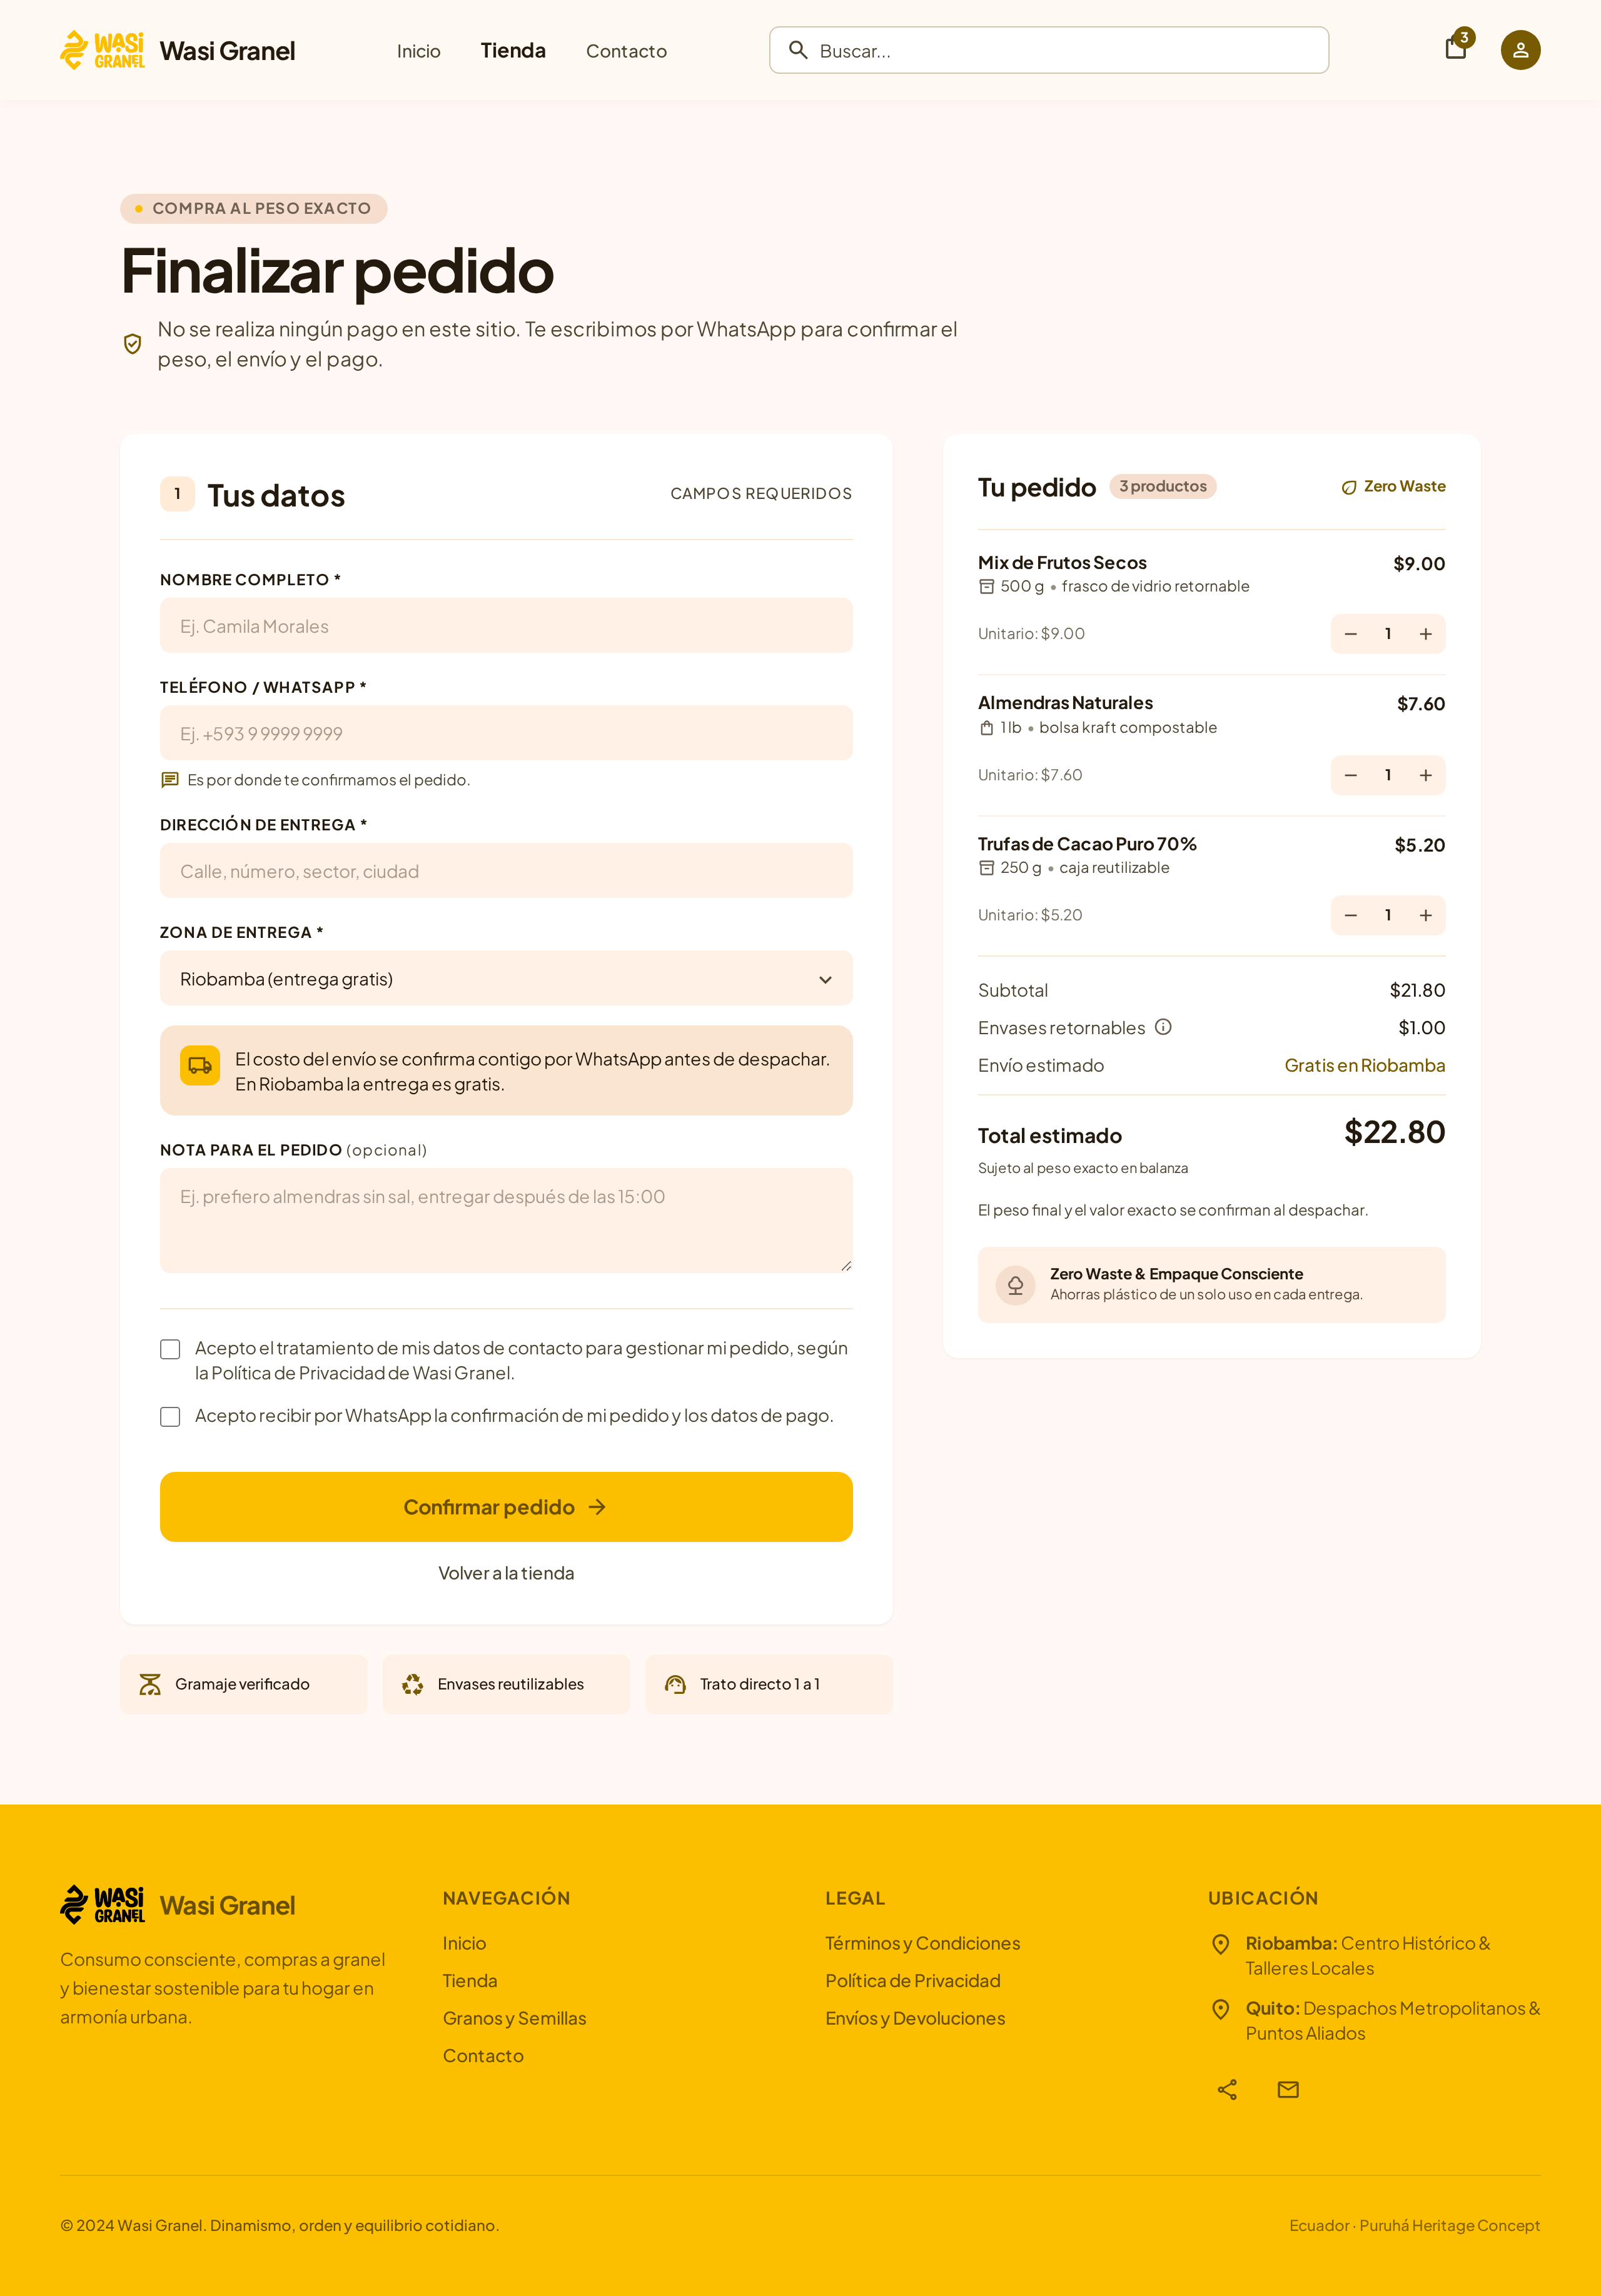 WASI
GRANEL
Wasi Granel
Inicio
Tienda
Contacto
Buscar...
3
COMPRA AL PESO EXACTO
Finalizar pedido
No se realiza ningún pago en este sitio. Te escribimos por WhatsApp para confirmar el
peso, el envío y el pago.
1
Tus datos
CAMPOS REQUERIDOS
NOMBRE COMPLETO *
Ej. Camila Morales
TELÉFONO / WHATSAPP *
Ej. +593 9 9999 9999
Es por donde te confirmamos el pedido.
DIRECCIÓN DE ENTREGA *
Calle, número, sector, ciudad
ZONA DE ENTREGA *
Riobamba (entrega gratis)
El costo del envío se confirma contigo por WhatsApp antes de despachar.
En Riobamba la entrega es gratis.
NOTA PARA EL PEDIDO (opcional)
Ej. prefiero almendras sin sal, entregar después de las 15:00
Acepto el tratamiento de mis datos de contacto para gestionar mi pedido, según
la Política de Privacidad de Wasi Granel.
Acepto recibir por WhatsApp la confirmación de mi pedido y los datos de pago.
Confirmar pedido
Volver a la tienda
Gramaje verificado
Envases reutilizables
Trato directo 1 a 1
Tu pedido
3 productos
Zero Waste
Mix de Frutos Secos
$9.00
500 g • frasco de vidrio retornable
Unitario: $9.00
− 1 +
Almendras Naturales
$7.60
1 lb • bolsa kraft compostable
Unitario: $7.60
− 1 +
Trufas de Cacao Puro 70%
$5.20
250 g • caja reutilizable
Unitario: $5.20
− 1 +
Subtotal
$21.80
Envases retornables
$1.00
Envío estimado
Gratis en Riobamba
Total estimado
$22.80
Sujeto al peso exacto en balanza
El peso final y el valor exacto se confirman al despachar.
Zero Waste & Empaque Consciente
Ahorras plástico de un solo uso en cada entrega.
WASI
GRANEL
Wasi Granel
Consumo consciente, compras a granel
y bienestar sostenible para tu hogar en
armonía urbana.
NAVEGACIÓN
Inicio
Tienda
Granos y Semillas
Contacto
LEGAL
Términos y Condiciones
Política de Privacidad
Envíos y Devoluciones
UBICACIÓN
Riobamba: Centro Histórico &
Talleres Locales
Quito: Despachos Metropolitanos &
Puntos Aliados
© 2024 Wasi Granel. Dinamismo, orden y equilibrio cotidiano.
Ecuador · Puruhá Heritage Concept